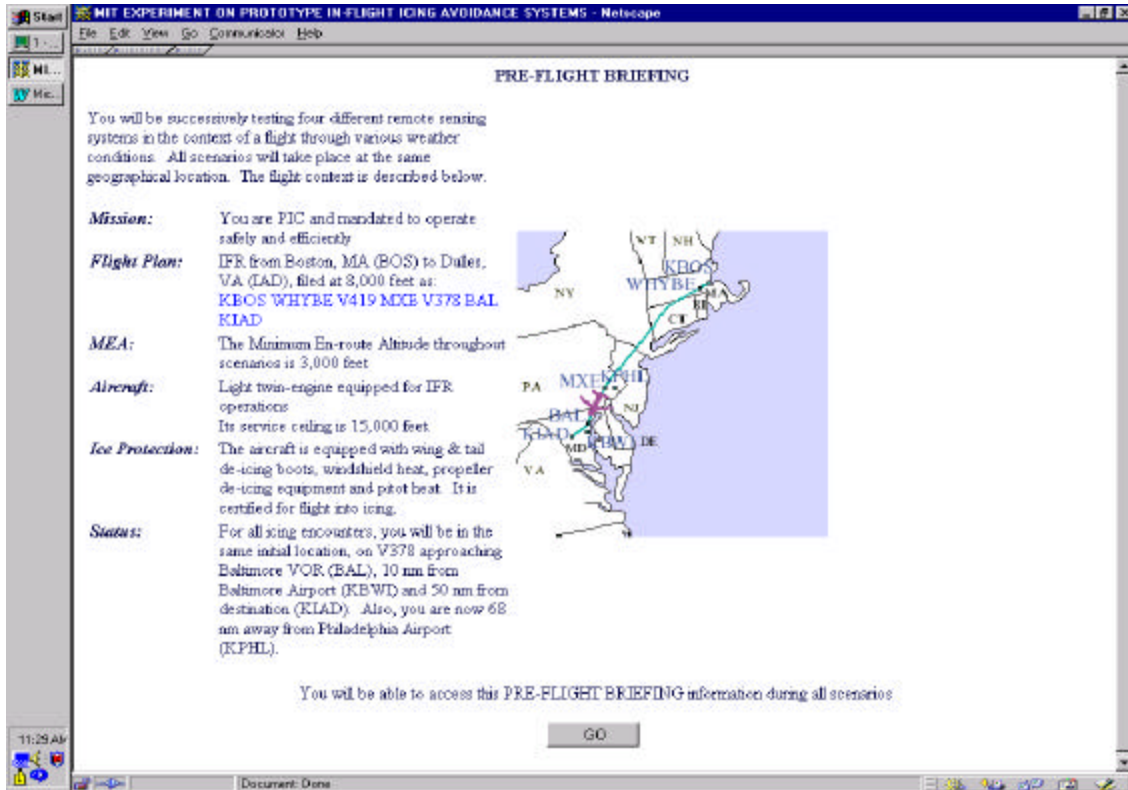 Start
MIT EXPERIMENT ON PROTOTYPE IN-FLIGHT ICING AVOIDANCE SYSTEMS - Netscape
File Edit View Go Communicator Help
1 - ...
MI...
Mic...
PRE-FLIGHT BRIEFING
You will be successively testing four different remote sensing
systems in the context of a flight through various weather
conditions. All scenarios will take place at the same
geographical location. The flight context is described below.
Mission: You are PIC and mandated to operate
safely and efficiently
Flight Plan: IFR from Boston, MA (BOS) to Dulles,
VA (IAD), filed at 8,000 feet as:
KBOS WHYBE V419 MXE V378 BAL
KIAD
MEA: The Minimum En-route Altitude throughout
scenarios is 3,000 feet
Aircraft: Light twin-engine equipped for IFR
operations
Its service ceiling is 15,000 feet
Ice Protection: The aircraft is equipped with wing & tail
de-icing boots, windshield heat, propeller
de-icing equipment and pitot heat. It is
certified for flight into icing.
Status: For all icing encounters, you will be in the
same initial location, on V378 approaching
Baltimore VOR (BAL), 10 nm from
Baltimore Airport (KBWI) and 50 nm from
destination (KIAD). Also, you are now 68
nm away from Philadelphia Airport
(KPHL).
VT NH
KBOS
WHYBE
MA
NY
RI
CT
PA
MXE
KPHL
NJ
BAL
KIAD
KBWI
DE
MD
VA
You will be able to access this PRE-FLIGHT BRIEFING information during all scenarios
GO
11:29 AM
Document: Done